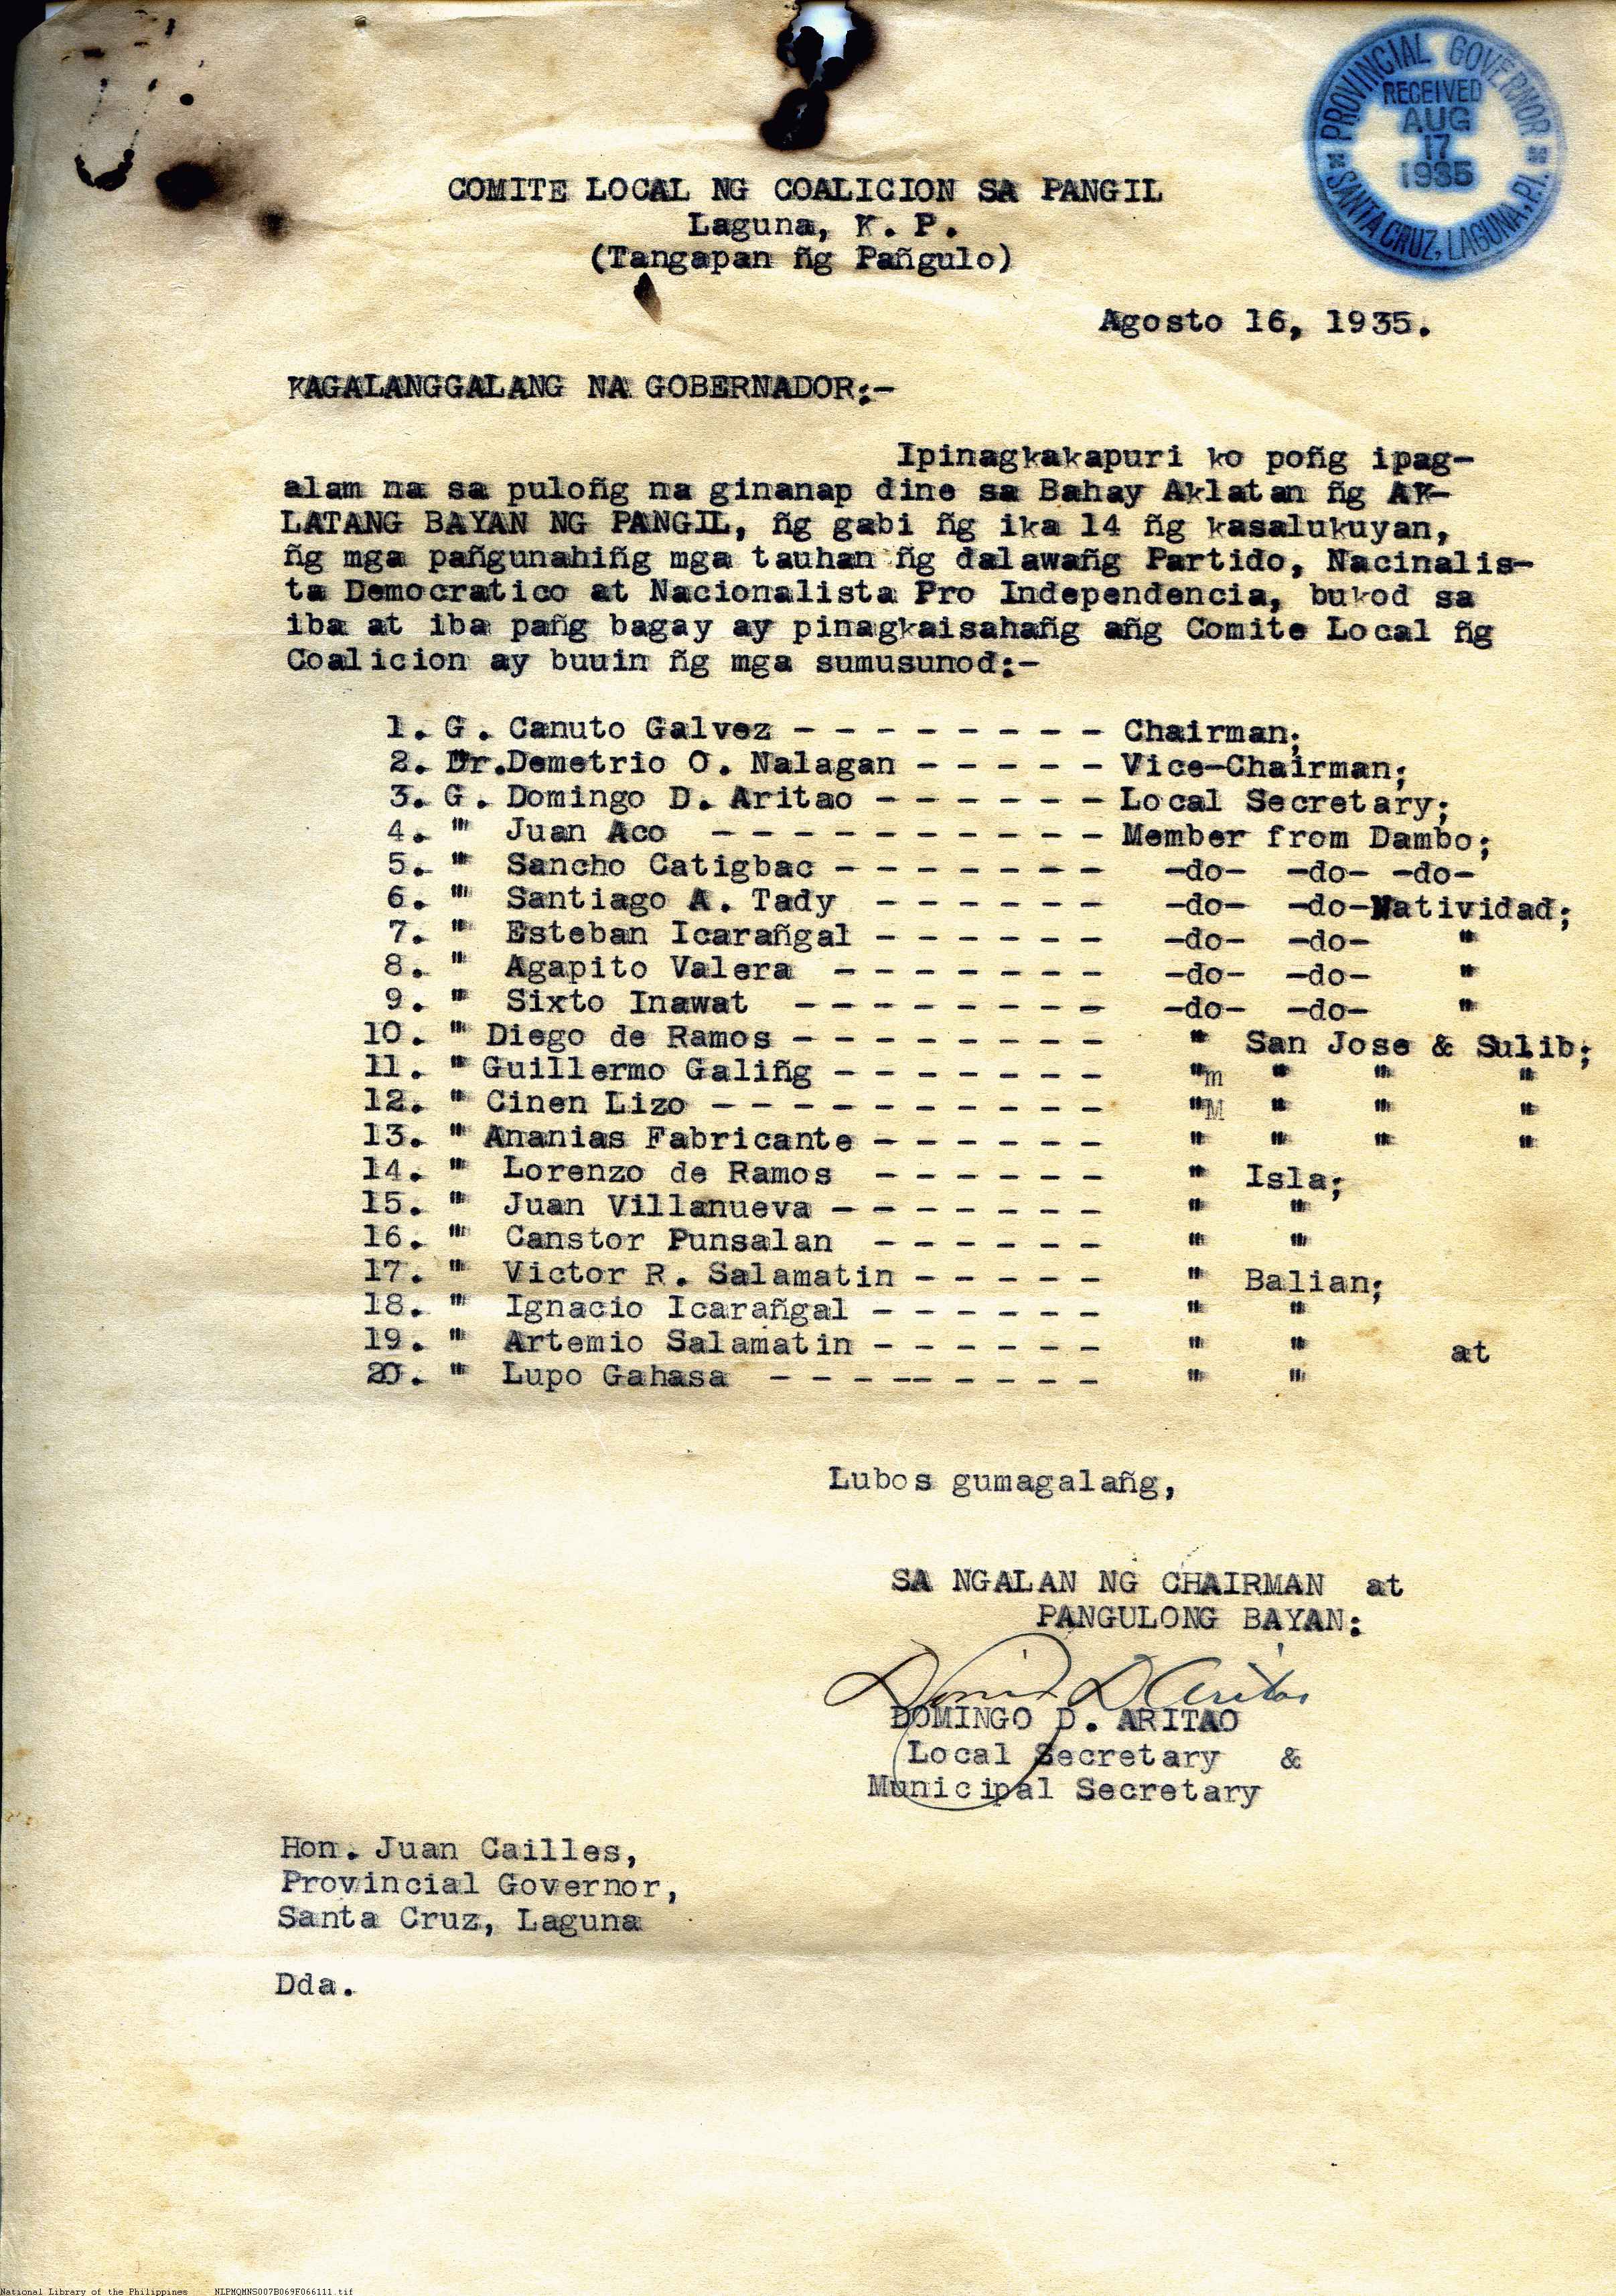 PROVINCIAL GOVERNOR
RECEIVED
AUG
17
1935
SANTA CRUZ, LAGUNA, P.I.
COMITE LOCAL NG COALICION SA PANGIL
Laguna, K. P.
(Tangapan ñg Pañgulo)
Agosto 16, 1935.
KAGALANGGALANG NA GOBERNADOR:-
Ipinagkakapuri ko poñg ipag-
alam na sa puloñg na ginanap dine sa Bahay Aklatan ñg AK-
LATANG BAYAN NG PANGIL, ñg gabi ñg ika 14 ñg kasalukuyan,
ñg mga pañgunahiñg mga tauhan ñg dalawañg Partido, Nacinalis-
ta Democratico at Nacionalista Pro Independencia, bukod sa
iba at iba pañg bagay ay pinagkaisahañg añg Comite Local ñg
Coalicion ay buuin ñg mga sumusunod:-
1. G. Canuto Galvez - - - - - - - - Chairman;
2. Dr.Demetrio O. Nalagan - - - - - Vice-Chairman;
3. G. Domingo D. Aritao - - - - - - Local Secretary;
4. " Juan Aco - - - - - - - - - - Member from Dambo;
5. " Sancho Catigbac - - - - - - - -do- -do- -do-
6. " Santiago A. Tady - - - - - - -do- -do-Natividad;
7. " Esteban Icarañgal - - - - - - -do- -do- "
8. " Agapito Valera - - - - - - - -do- -do- "
9. " Sixto Inawat - - - - - - - - -do- -do- "
10. " Diego de Ramos - - - - - - - - " San Jose & Sulib;
11. " Guillermo Galiñg - - - - - - - "m " " "
12. " Cinen Lizo - - - - - - - - - - "M " " "
13. " Ananias Fabricante - - - - - - " " " "
14. " Lorenzo de Ramos - - - - - - " Isla;
15. " Juan Villanueva - - - - - - - " "
16. " Canstor Punsalan - - - - - - " "
17. " Victor R. Salamatin - - - - - " Balian;
18. " Ignacio Icarañgal - - - - - - " "
19. " Artemio Salamatin - - - - - - " " at
20. " Lupo Gahasa - - - - - - - - - " "
Lubos gumagalañg,
SA NGALAN NG CHAIRMAN at
PANGULONG BAYAN:
DOMINGO D. ARITAO
Local Secretary &
Municipal Secretary
Hon. Juan Cailles,
Provincial Governor,
Santa Cruz, Laguna
Dda.
National Library of the Philippines NLPMQMNS007B069F066111.tif